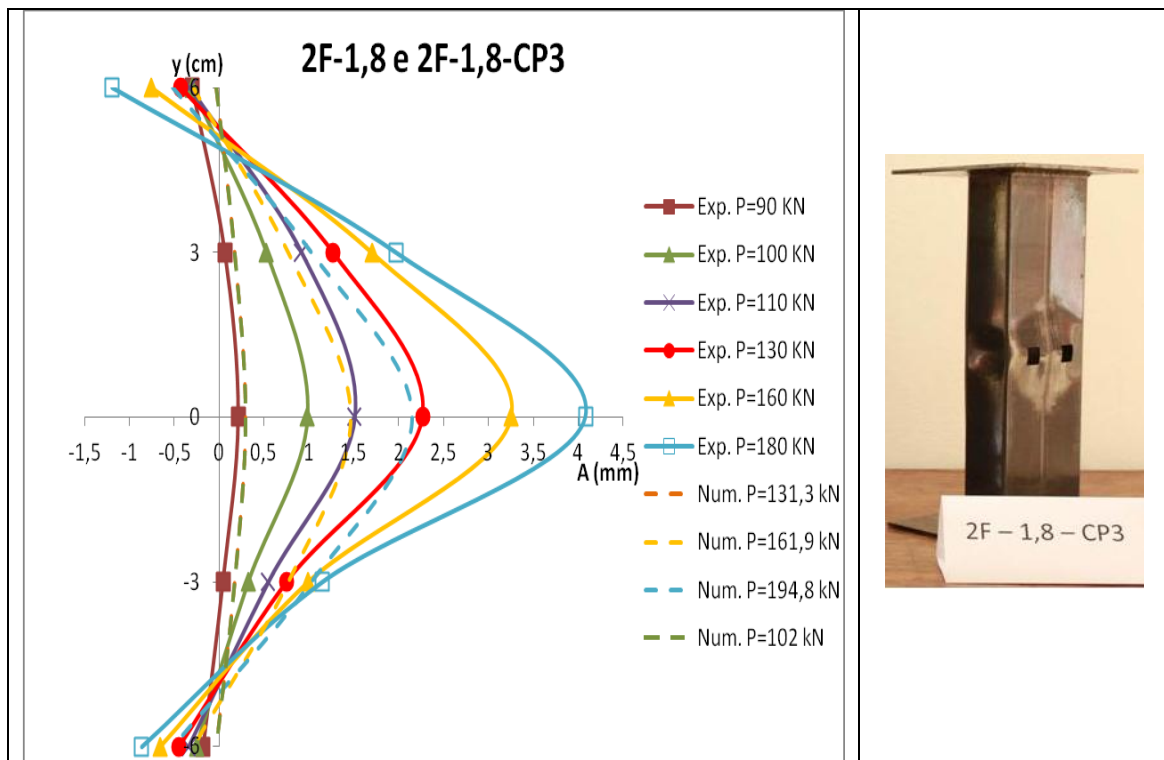 2F-1,8 e 2F-1,8-CP3
y (cm)
6
3
0
-3
-6
-1,5 -1 -0,5 0 0,5 1 1,5 2 2,5 3 3,5 4 4,5
A (mm)
Exp. P=90 KN
Exp. P=100 KN
Exp. P=110 KN
Exp. P=130 KN
Exp. P=160 KN
Exp. P=180 KN
Num. P=131,3 kN
Num. P=161,9 kN
Num. P=194,8 kN
Num. P=102 kN
2F – 1,8 – CP3